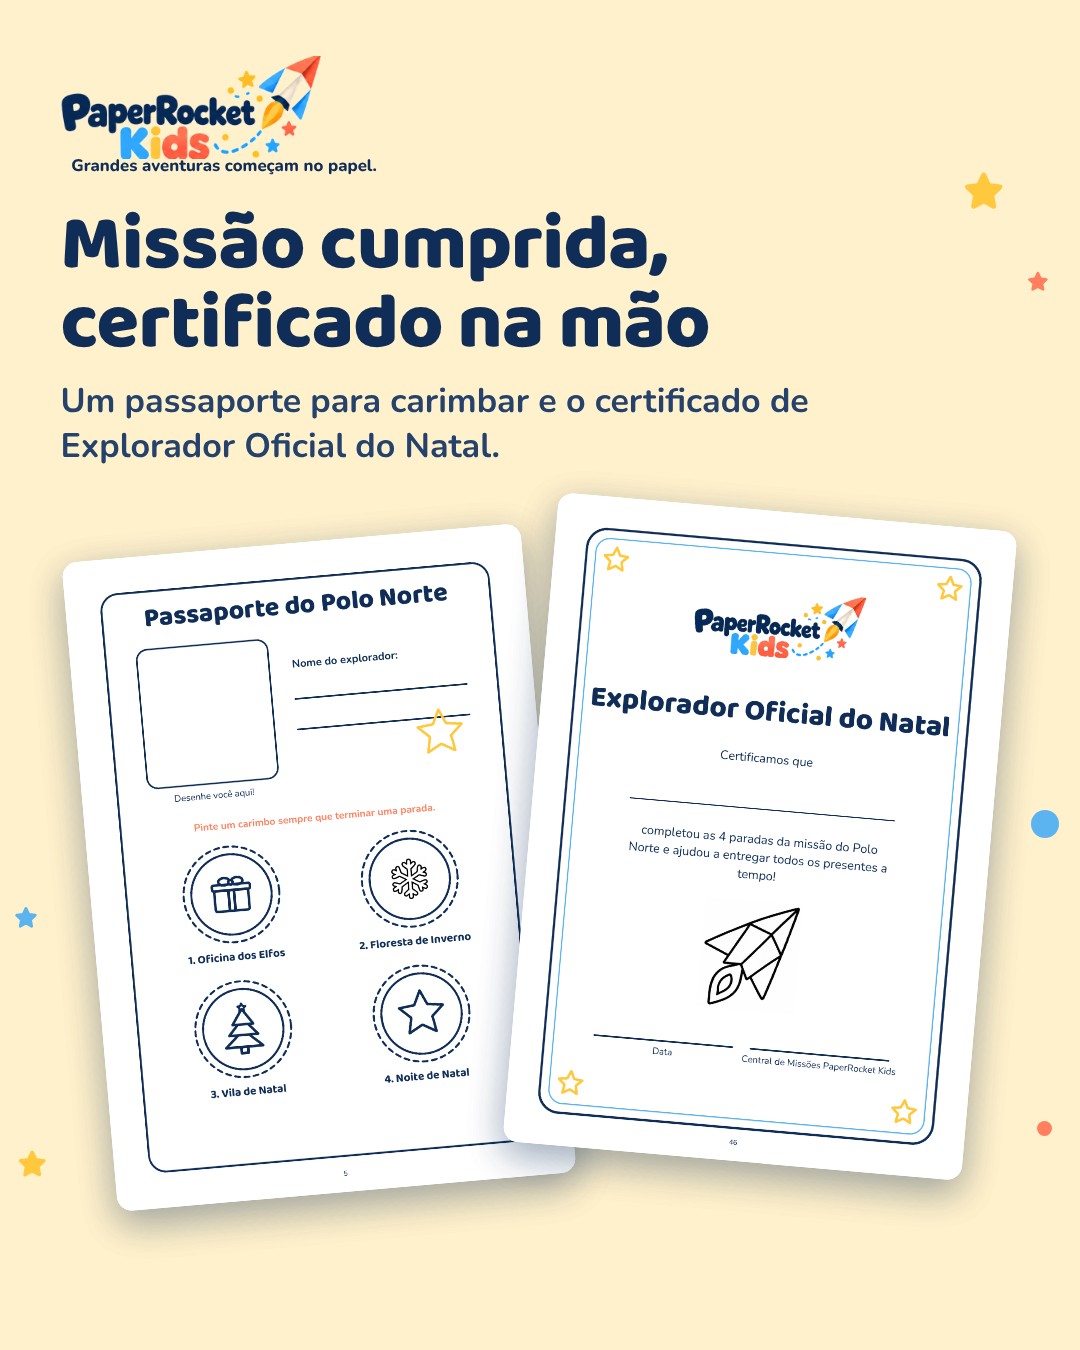 PaperRocket
Kids
Grandes aventuras começam no papel.
Missão cumprida,
certificado na mão
Um passaporte para carimbar e o certificado de
Explorador Oficial do Natal.
Passaporte do Polo Norte
Nome do explorador:
Desenhe você aqui!
Pinte um carimbo sempre que terminar uma parada.
1. Oficina dos Elfos
2. Floresta de Inverno
3. Vila de Natal
4. Noite de Natal
5
PaperRocket
Kids
Explorador Oficial do Natal
Certificamos que
completou as 4 paradas da missão do Polo
Norte e ajudou a entregar todos os presentes a
tempo!
Data
Central de Missões PaperRocket Kids
46